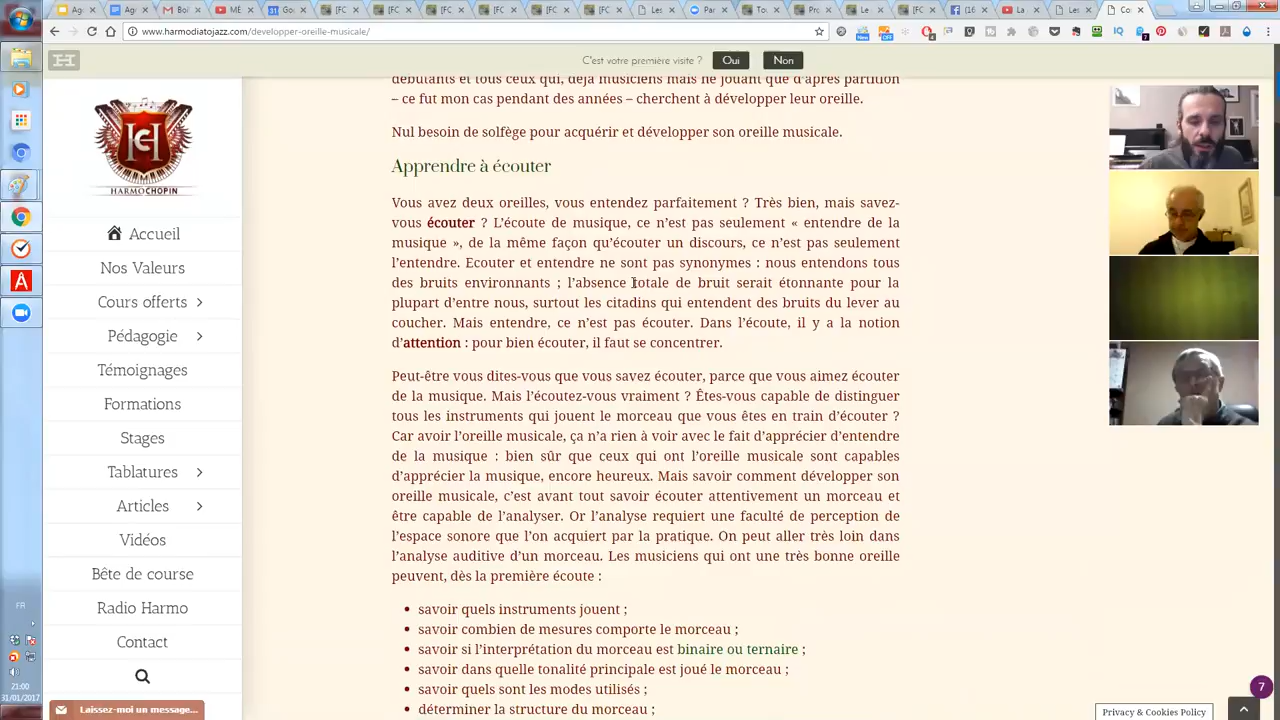 www.harmodiatojazz.com/developper-oreille-musicale/
C'est votre première visite ?
Oui
Non
HARMOCHOPIN
Accueil
Nos Valeurs
Cours offerts
Pédagogie
Témoignages
Formations
Stages
Tablatures
Articles
Vidéos
Bête de course
Radio Harmo
Contact
Laissez-moi un message...
débutants et tous ceux qui, déjà musiciens mais ne jouant que d'après partition
– ce fut mon cas pendant des années – cherchent à développer leur oreille.
Nul besoin de solfège pour acquérir et développer son oreille musicale.
Apprendre à écouter
Vous avez deux oreilles, vous entendez parfaitement ? Très bien, mais savez-
vous écouter ? L'écoute de musique, ce n'est pas seulement « entendre de la
musique », de la même façon qu'écouter un discours, ce n'est pas seulement
l'entendre. Ecouter et entendre ne sont pas synonymes : nous entendons tous
des bruits environnants ; l'absence totale de bruit serait étonnante pour la
plupart d'entre nous, surtout les citadins qui entendent des bruits du lever au
coucher. Mais entendre, ce n'est pas écouter. Dans l'écoute, il y a la notion
d'attention : pour bien écouter, il faut se concentrer.
Peut-être vous dites-vous que vous savez écouter, parce que vous aimez écouter
de la musique. Mais l'écoutez-vous vraiment ? Êtes-vous capable de distinguer
tous les instruments qui jouent le morceau que vous êtes en train d'écouter ?
Car avoir l'oreille musicale, ça n'a rien à voir avec le fait d'apprécier d'entendre
de la musique : bien sûr que ceux qui ont l'oreille musicale sont capables
d'apprécier la musique, encore heureux. Mais savoir comment développer son
oreille musicale, c'est avant tout savoir écouter attentivement un morceau et
être capable de l'analyser. Or l'analyse requiert une faculté de perception de
l'espace sonore que l'on acquiert par la pratique. On peut aller très loin dans
l'analyse auditive d'un morceau. Les musiciens qui ont une très bonne oreille
peuvent, dès la première écoute :
• savoir quels instruments jouent ;
• savoir combien de mesures comporte le morceau ;
• savoir si l'interprétation du morceau est binaire ou ternaire ;
• savoir dans quelle tonalité principale est joué le morceau ;
• savoir quels sont les modes utilisés ;
• déterminer la structure du morceau ;
7
Privacy & Cookies Policy
FR
21:00
31/01/2017